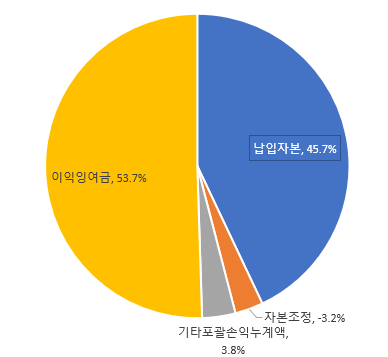 납입자본, 45.7%
이익잉여금, 53.7%
자본조정, -3.2%
기타포괄손익누계액,
3.8%